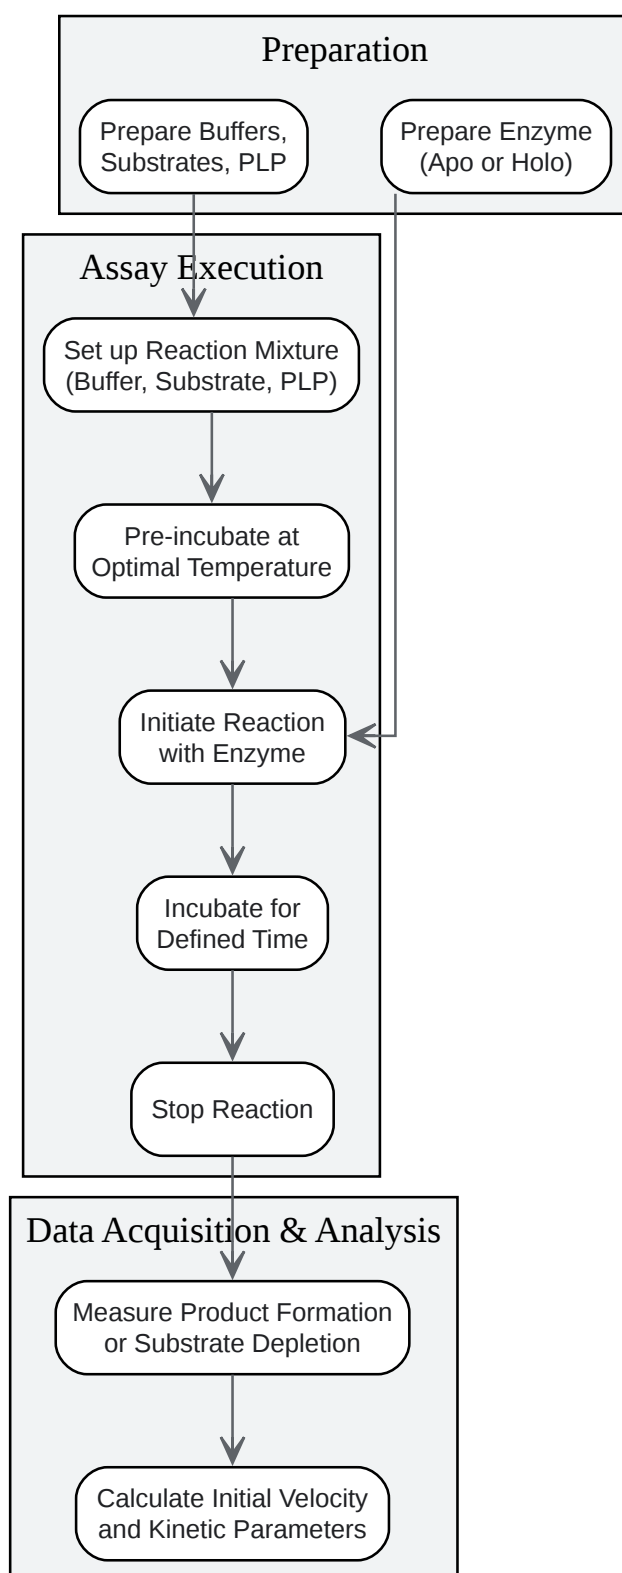 Preparation
Prepare Buffers,
Substrates, PLP
Prepare Enzyme
(Apo or Holo)
Assay Execution
Set up Reaction Mixture
(Buffer, Substrate, PLP)
Pre-incubate at
Optimal Temperature
Initiate Reaction
with Enzyme
Incubate for
Defined Time
Stop Reaction
Data Acquisition & Analysis
Measure Product Formation
or Substrate Depletion
Calculate Initial Velocity
and Kinetic Parameters